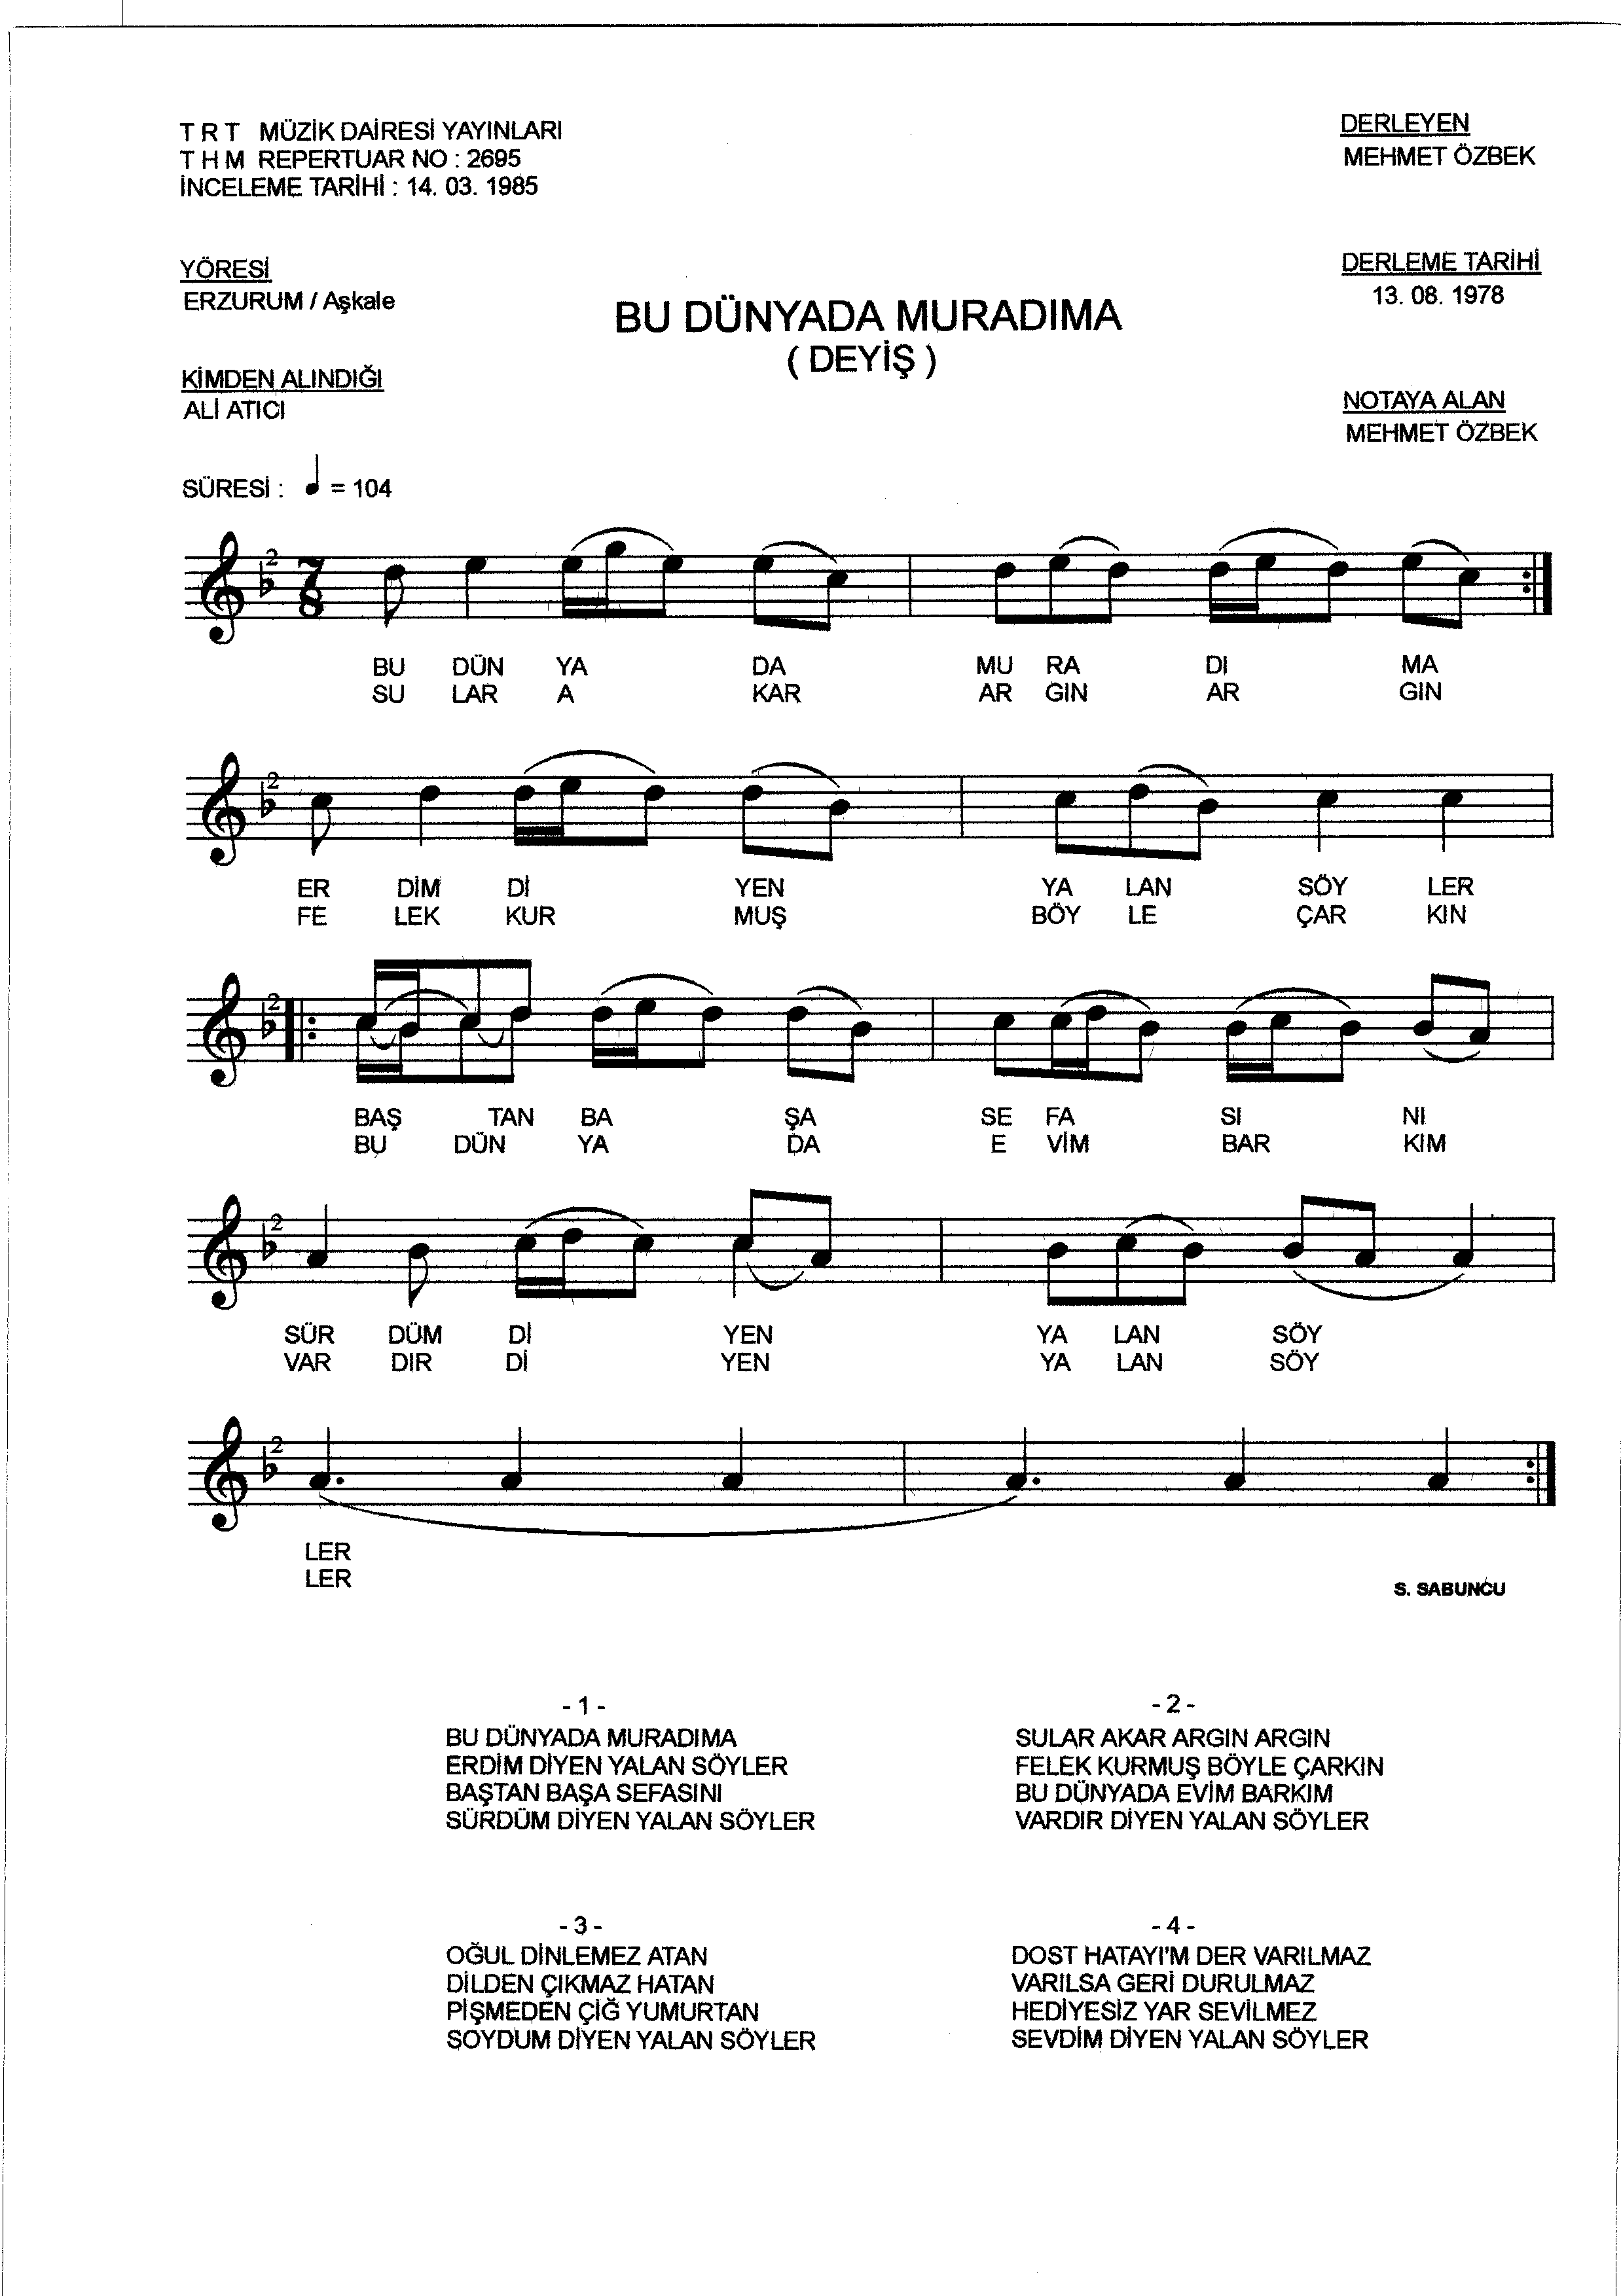 T R T MÜZİK DAİRESİ YAYINLARI
T H M REPERTUAR NO : 2695
İNCELEME TARİHİ : 14. 03. 1985
DERLEYEN
MEHMET ÖZBEK
YÖRESİ
ERZURUM / Aşkale
DERLEME TARİHİ
13. 08. 1978
BU DÜNYADA MURADIMA
( DEYİŞ )
KİMDEN ALINDIĞI
ALİ ATICI
NOTAYA ALAN
MEHMET ÖZBEK
SÜRESİ : = 104
2 7 8
BU DÜN YA DA MU RA DI MA
SU LAR A KAR AR GIN AR GIN
2
ER DİM Dİ YEN YA LAN SÖY LER
FE LEK KUR MUŞ BÖY LE ÇAR KIN
2
BAŞ TAN BA ŞA SE FA SI NI
BU DÜN YA DA E VİM BAR KIM
2
SÜR DÜM Dİ YEN YA LAN SÖY
VAR DIR Dİ YEN YA LAN SÖY
2
LER
LER
S. SABUNCU
- 1 -
BU DÜNYADA MURADIMA
ERDİM DİYEN YALAN SÖYLER
BAŞTAN BAŞA SEFASINI
SÜRDÜM DİYEN YALAN SÖYLER
- 2 -
SULAR AKAR ARGIN ARGIN
FELEK KURMUŞ BÖYLE ÇARKIN
BU DÜNYADA EVİM BARKIM
VARDIR DİYEN YALAN SÖYLER
- 3 -
OĞUL DİNLEMEZ ATAN
DİLDEN ÇIKMAZ HATAN
PİŞMEDEN ÇİĞ YUMURTAN
SOYDUM DİYEN YALAN SÖYLER
- 4 -
DOST HATAYI'M DER VARILMAZ
VARILSA GERİ DURULMAZ
HEDİYESİZ YAR SEVİLMEZ
SEVDİM DİYEN YALAN SÖYLER